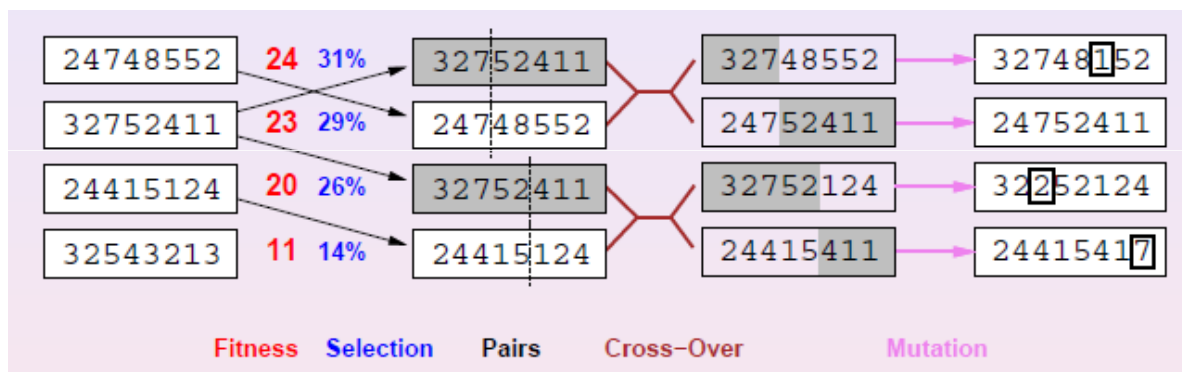 24748552 24 31% 32752411 32748552 32748152
32752411 23 29% 24748552 24752411 24752411
24415124 20 26% 32752411 32752124 32252124
32543213 11 14% 24415124 24415411 24415417
Fitness Selection Pairs Cross-Over Mutation